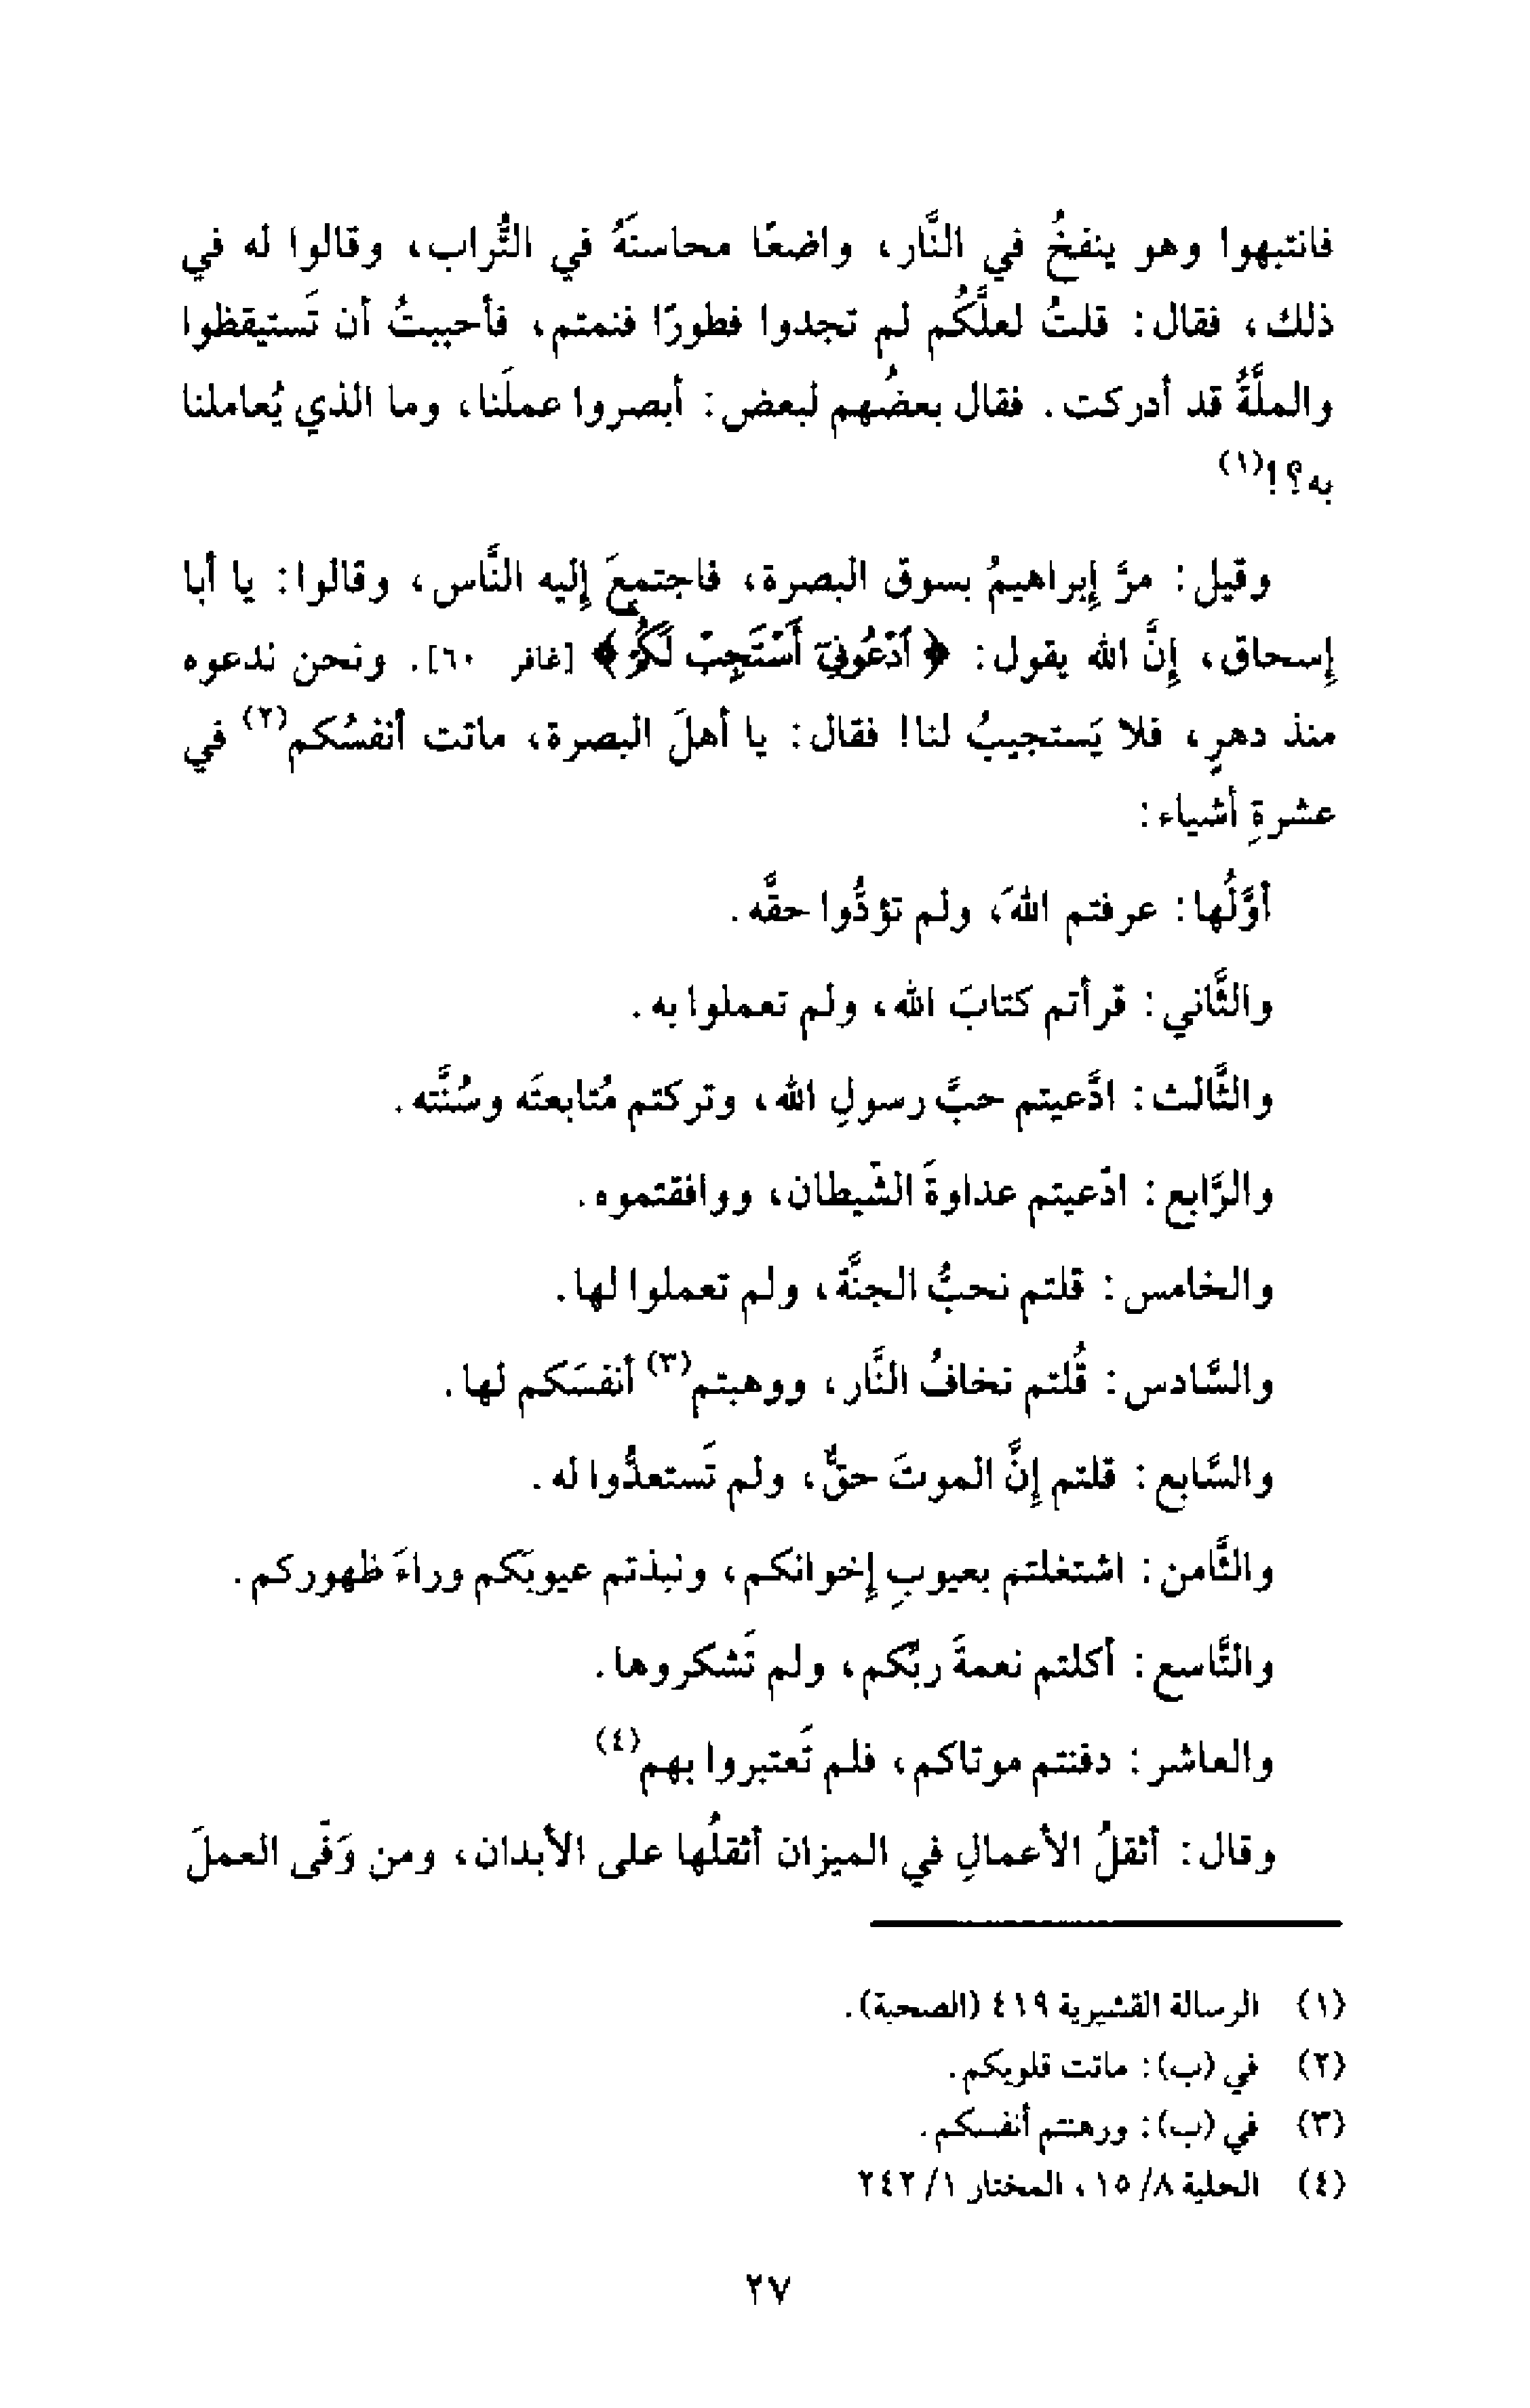 فانتبهوا وهو ينفخُ في النَّار، واضعًا محاسنَهُ في التُّراب، وقالوا له في
ذلك، فقال: قلتُ لعلَّكُم لم تجدوا فطورًا فنمتم، فأحببتُ أن تَستيقظوا
والملَّةُ قد أدركت. فقال بعضُهم لبعض: أبصروا عملَنا، وما الذي يُعاملنا
به؟!(١)
وقيل: مرَّ إبراهيمُ بسوق البصرة، فاجتمعَ إليه النَّاس، وقالوا: يا أبا
إسحاق، إنَّ الله يقول: ﴿ ٱدْعُونِيٓ أَسْتَجِبْ لَكُمْ ﴾ [غافر ٦٠]. ونحن ندعوه
منذ دهرٍ، فلا يَستجيبُ لنا! فقال: يا أهلَ البصرة، ماتت أنفسُكم(٢) في
عشرةِ أشياء:
أوَّلُها: عرفتم اللهَ، ولم تؤدُّوا حقَّه.
والثَّاني: قرأتم كتابَ الله، ولم تعملوا به.
والثَّالث: ادَّعيتم حبَّ رسولِ الله، وتركتم مُتابعتَه وسُنَّته.
والرَّابع: ادَّعيتم عداوةَ الشَّيطان، ووافقتموه.
والخامس: قلتم نحبُّ الجنَّة، ولم تعملوا لها.
والسَّادس: قُلتم نخافُ النَّار، ووهبتم(٣) أنفسَكم لها.
والسَّابع: قلتم إنَّ الموتَ حقٌّ، ولم تَستعدُّوا له.
والثَّامن: اشتغلتم بعيوبِ إخوانكم، ونبذتم عيوبَكم وراءَ ظهوركم.
والتَّاسع: أكلتم نعمةَ ربِّكم، ولم تَشكروها.
والعاشر: دفنتم موتاكم، فلم تَعتبروا بهم(٤)
وقال: أثقلُ الأعمالِ في الميزان أثقلُها على الأبدان، ومن وَفَّى العملَ
(١) الرسالة القشيرية ٤١٩ (الصحبة).
(٢) في (ب): ماتت قلوبكم.
(٣) في (ب): ورهنتم أنفسكم.
(٤) الحلية ٨/ ١٥، المختار ١/ ٢٤٢
٢٧